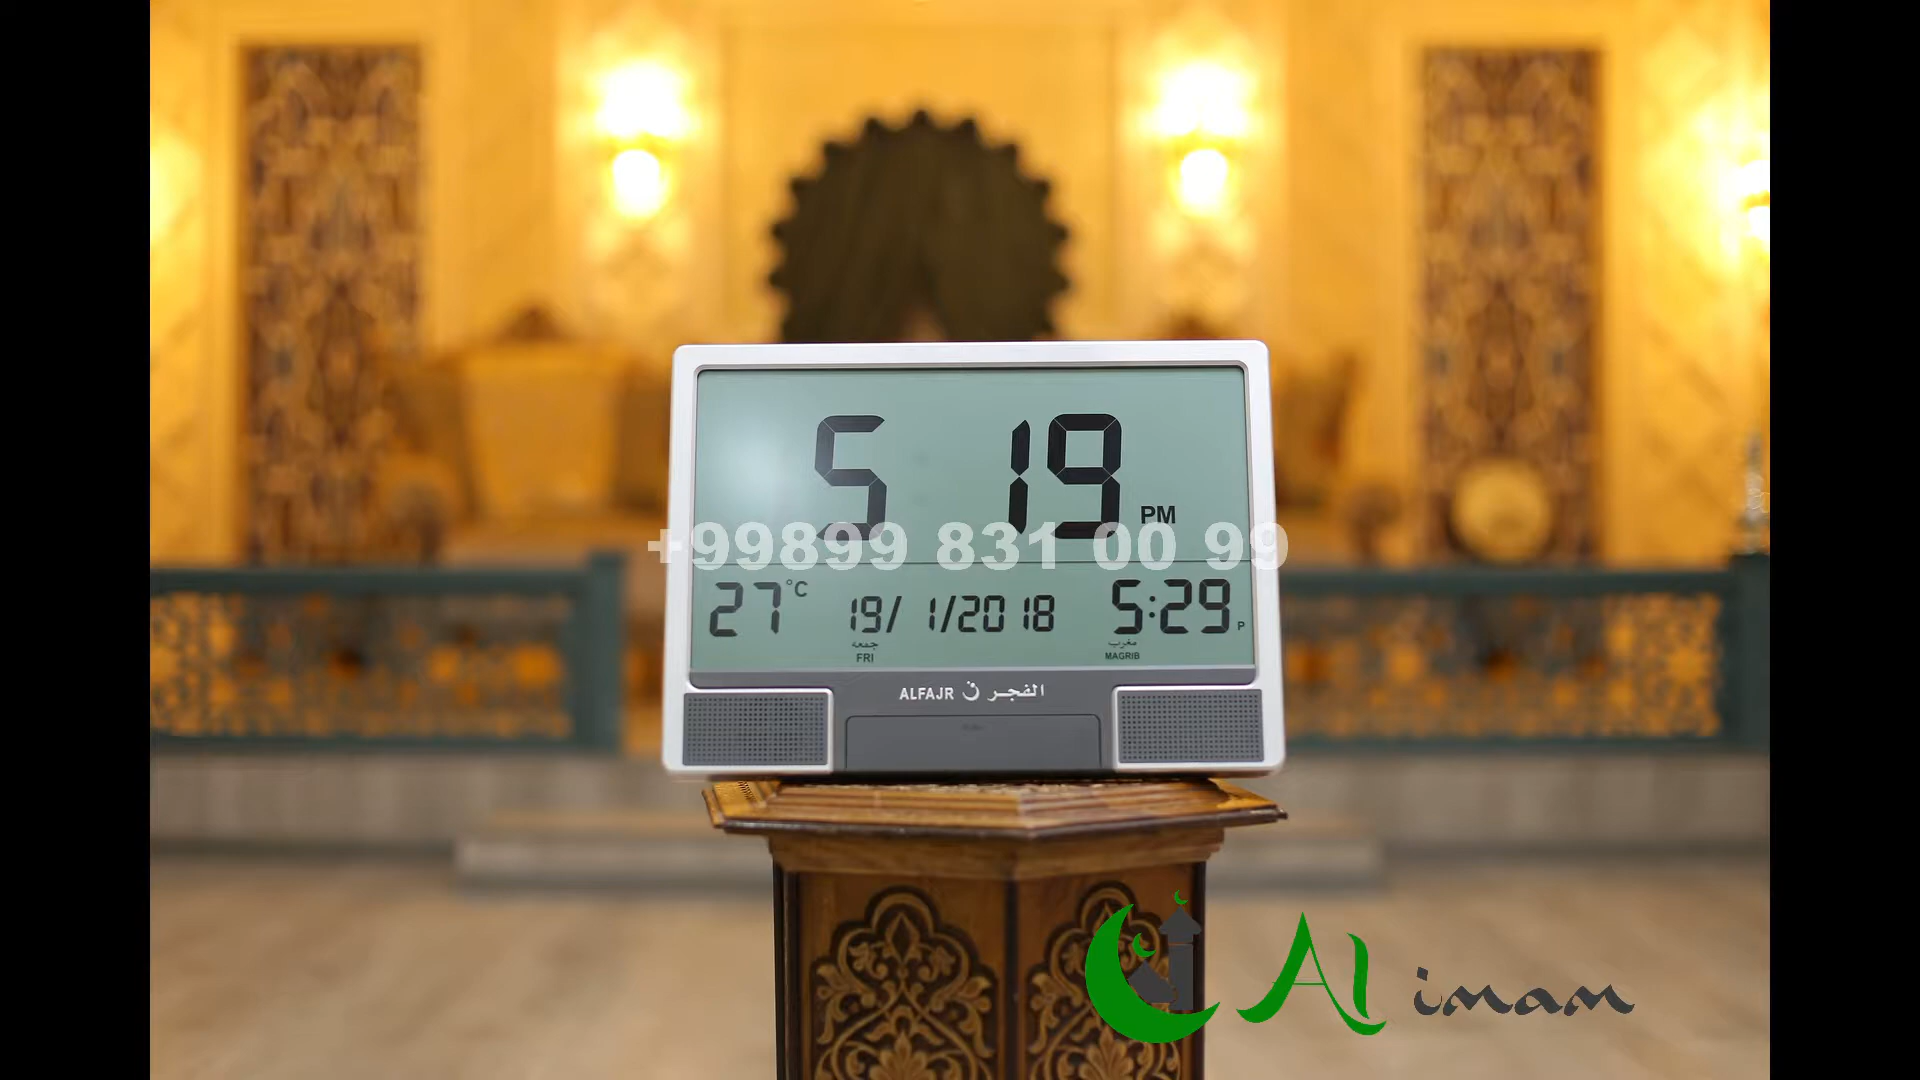 5 19 PM
+99899 831 00 99
27°C 19/ 1/2018 5:29 P
جمعة مغرب
FRI MAGRIB
ALFAJR الفجر
Al imam